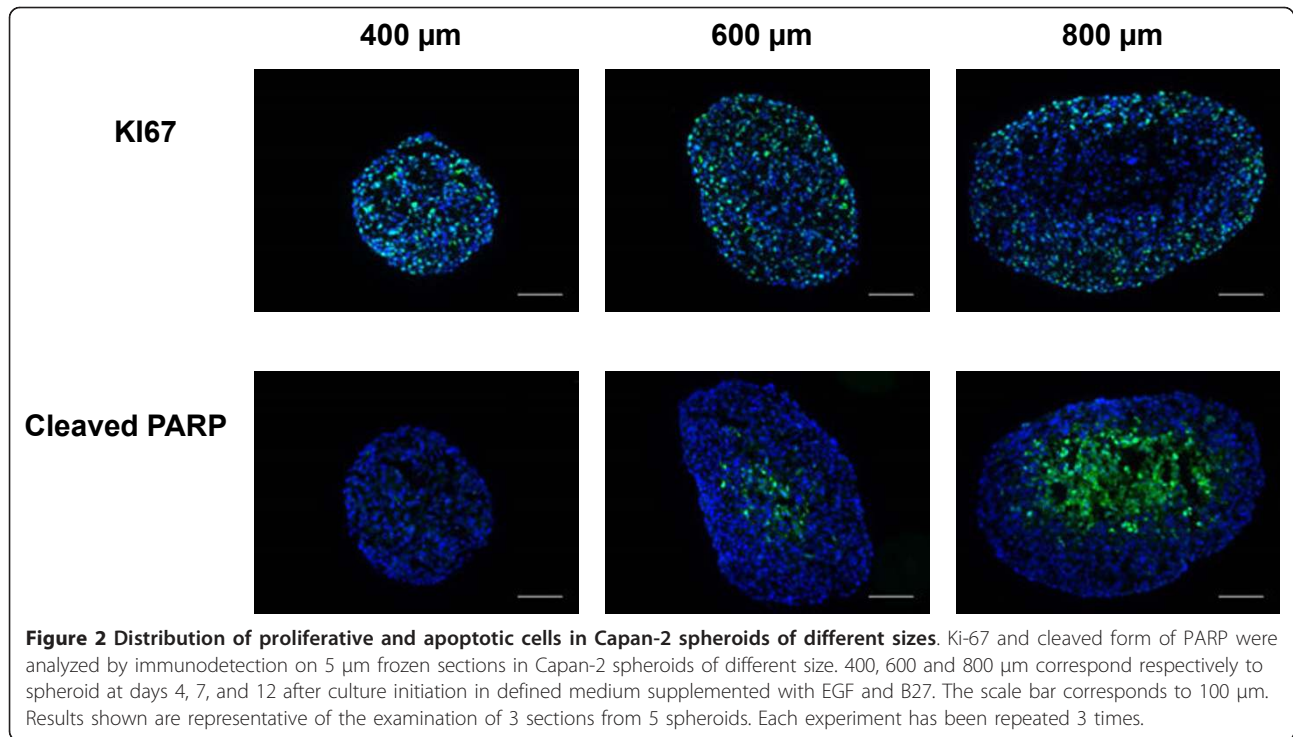 400 µm 600 µm 800 µm
KI67
Cleaved PARP
Figure 2 Distribution of proliferative and apoptotic cells in Capan-2 spheroids of different sizes. Ki-67 and cleaved form of PARP were
analyzed by immunodetection on 5 µm frozen sections in Capan-2 spheroids of different size. 400, 600 and 800 µm correspond respectively to
spheroid at days 4, 7, and 12 after culture initiation in defined medium supplemented with EGF and B27. The scale bar corresponds to 100 µm.
Results shown are representative of the examination of 3 sections from 5 spheroids. Each experiment has been repeated 3 times.